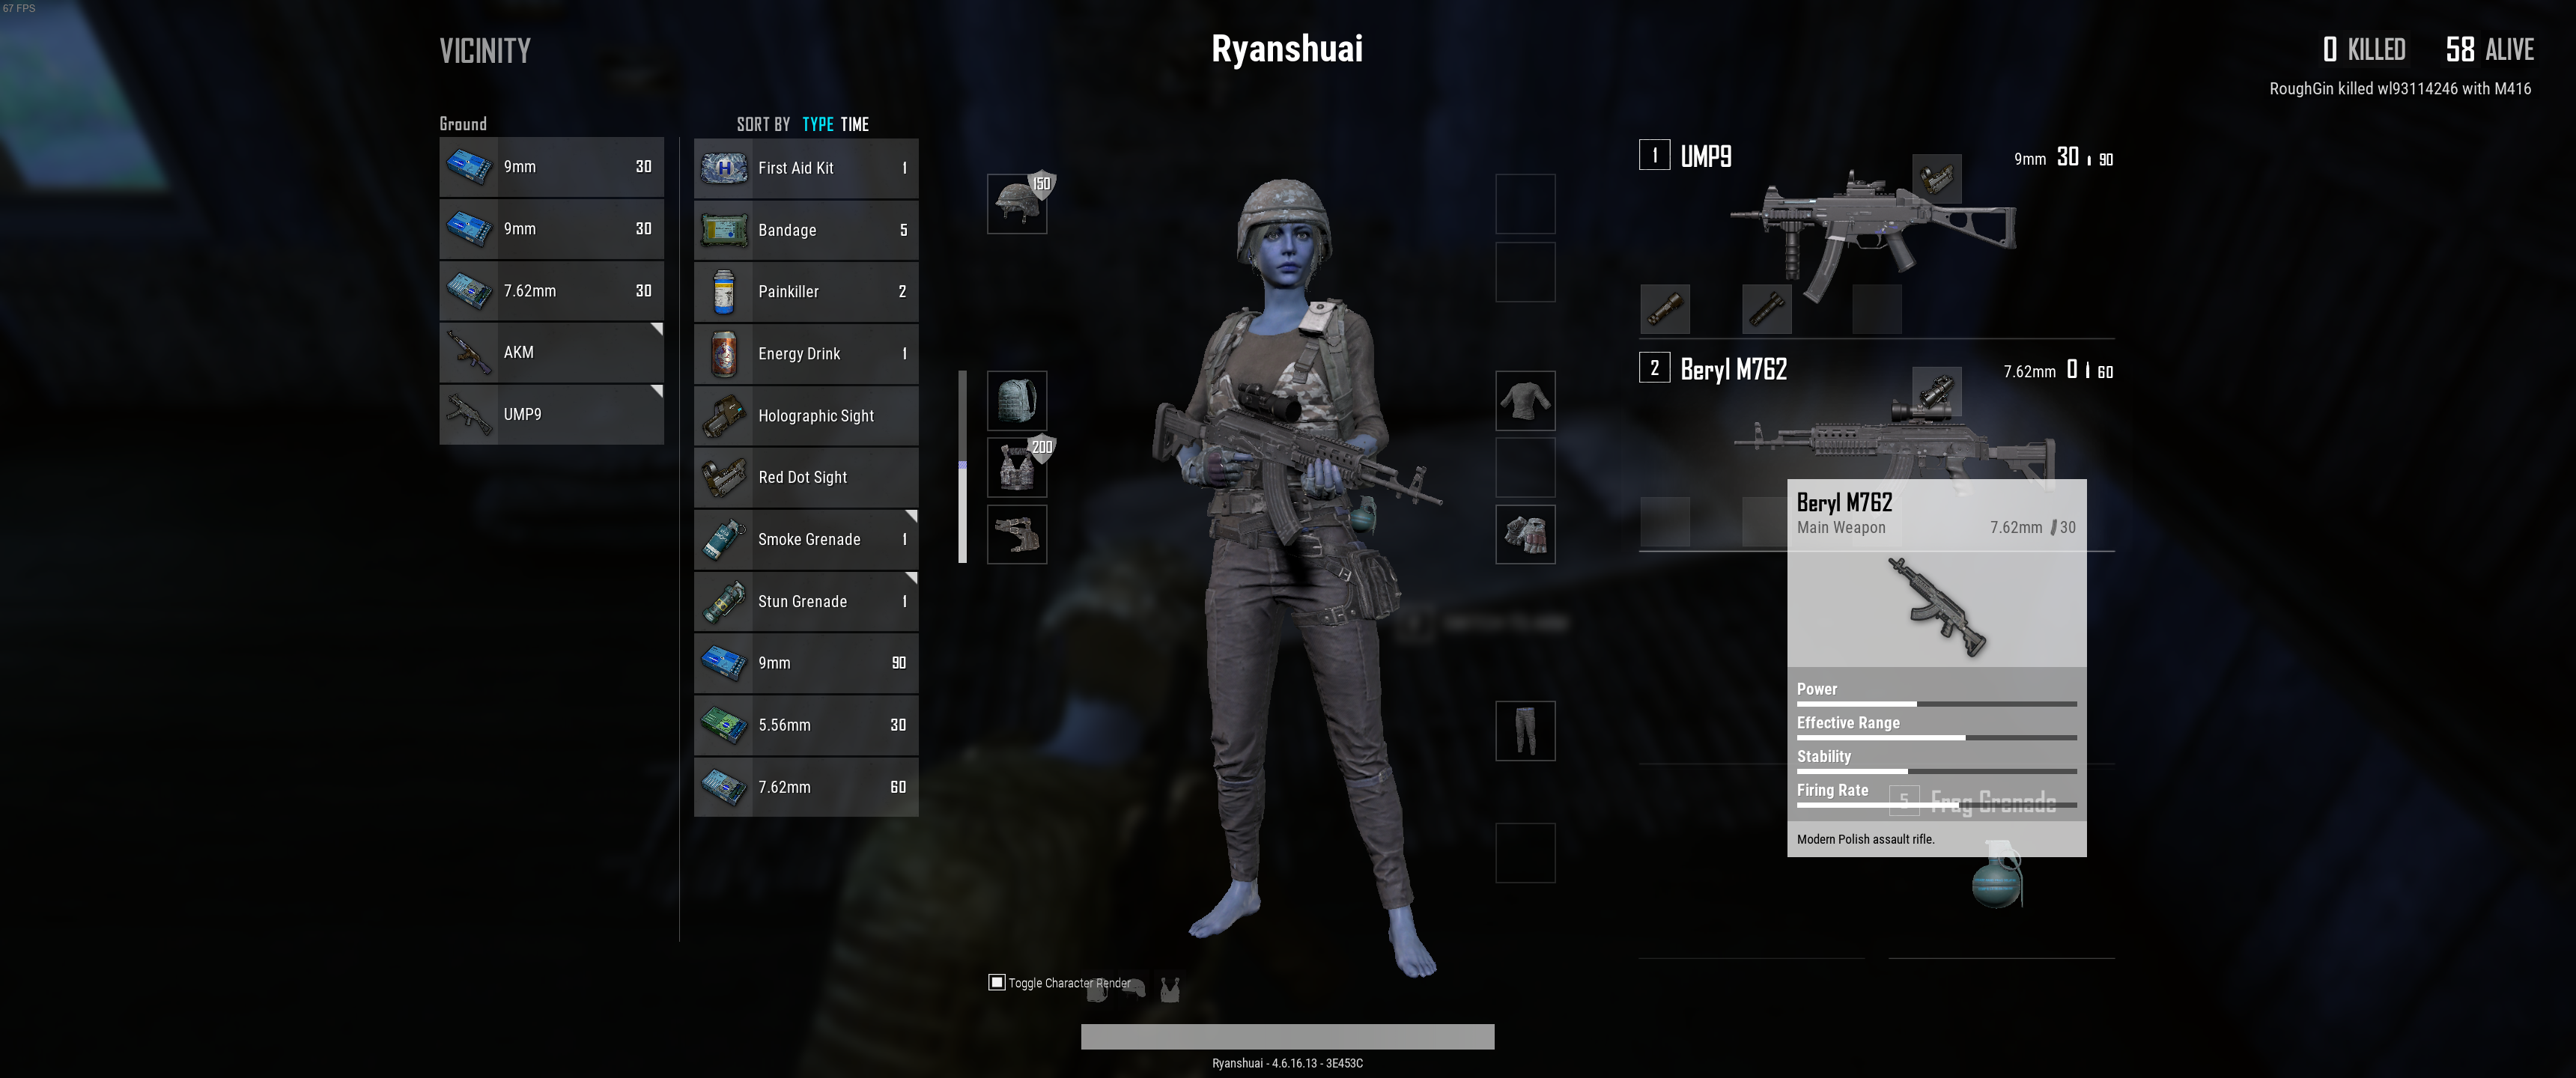 67 FPS
VICINITY
Ryanshuai
0 KILLED 58 ALIVE
RoughGin killed wl93114246 with M416
Ground
SORT BY TYPE TIME
9mm 30
9mm 30
7.62mm 30
AKM
UMP9
First Aid Kit 1
Bandage 5
Painkiller 2
Energy Drink 1
Holographic Sight
Red Dot Sight
Smoke Grenade 1
Stun Grenade 1
9mm 90
5.56mm 30
7.62mm 60
150
200
1 UMP9 9mm 30 90
2 Beryl M762 7.62mm 0 60
Beryl M762
Main Weapon 7.62mm 30
Power
Effective Range
Stability
Firing Rate
5 Frag Grenade
Modern Polish assault rifle.
Toggle Character Render
Ryanshuai - 4.6.16.13 - 3E453C